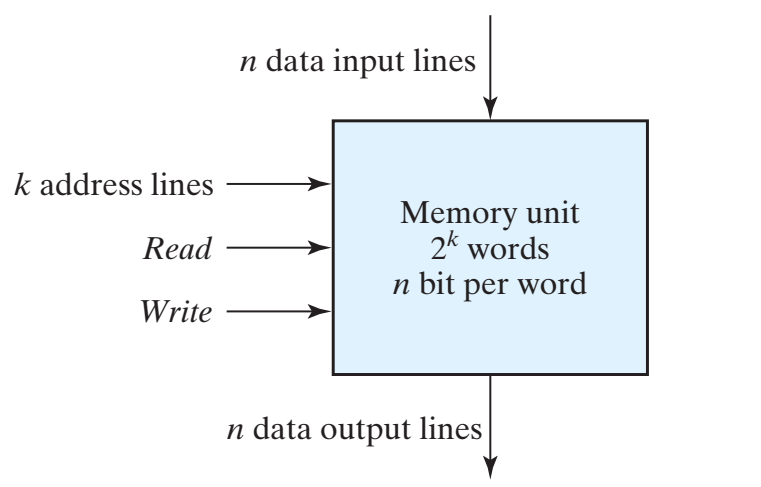 n data input lines
k address lines
Read
Write
Memory unit
2^k words
n bit per word
n data output lines